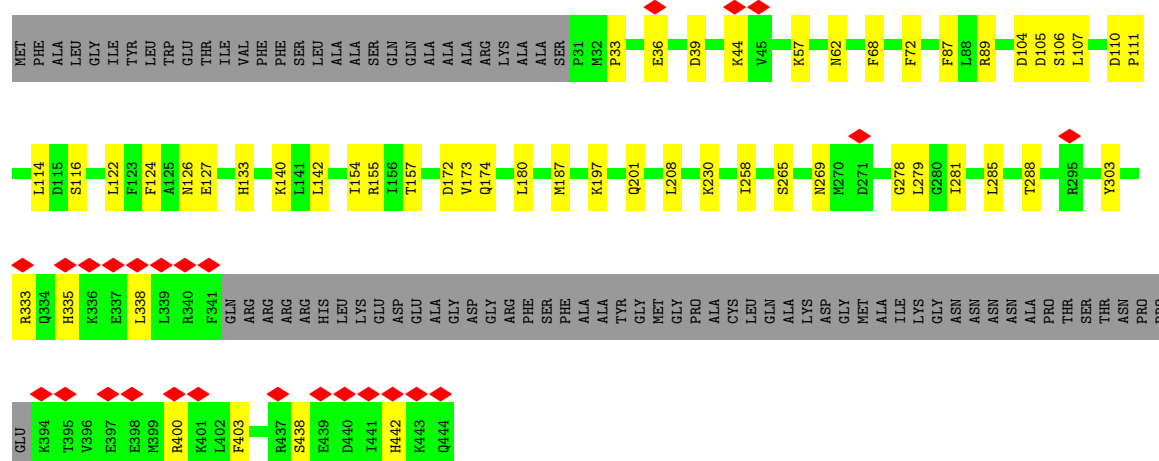 MET PHE ALA LEU GLY ILE TYR LEU TRP GLU THR ILE VAL PHE PHE SER LEU ALA ALA SER GLN GLN ALA ALA ALA ARG LYS ALA ALA SER P31 M32 P33 E36 D39 K44 V45 K57 N62 F68 F72 F87 L88 R89 D104 D105 S106 L107 D110 P111
L114 D115 S116 L122 F123 F124 A125 N126 E127 H133 K140 L141 L142 I154 R155 I156 T157 D172 V173 Q174 L180 M187 K197 Q201 L208 K230 I258 S265 N269 M270 D271 G278 L279 G280 I281 L285 T288 R295 Y303
R333 Q334 H335 K336 E337 L338 L339 R340 F341 GLN ARG ARG ARG ARG HIS LEU LYS GLU ASP GLU ALA GLY ASP GLY ARG PHE SER PHE ALA ALA TYR GLY MET GLY PRO ALA CYS LEU GLN ALA LYS ASP GLY MET ALA ILE LYS GLY ASN ASN ASN ASN ALA PRO THR SER THR ASN PRO
GLU K394 T395 V396 E397 E398 M399 R400 K401 L402 F403 R437 S438 E439 D440 I441 H442 K443 Q444